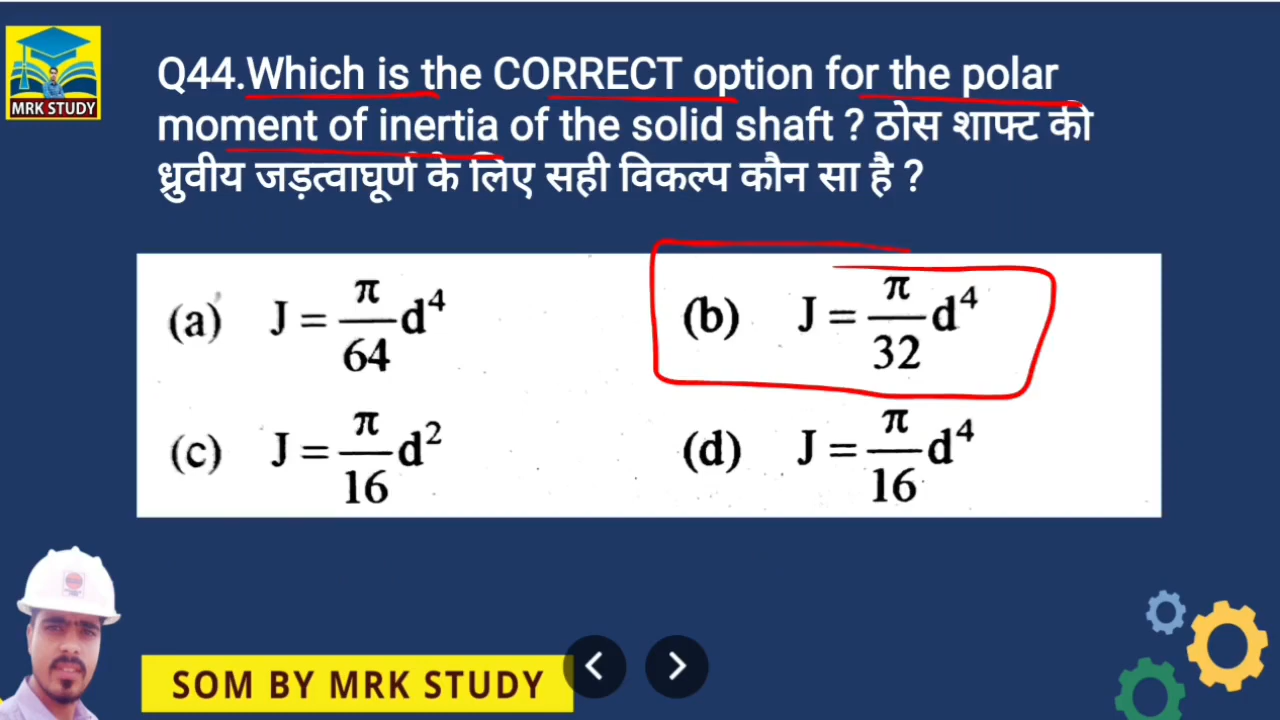 MRK STUDY
Q44.Which is the CORRECT option for the polar
moment of inertia of the solid shaft ? ठोस शाफ्ट की
ध्रुवीय जड़त्वाघूर्ण के लिए सही विकल्प कौन सा है ?
(a) J = π/64 d⁴ (b) J = π/32 d⁴
(c) J = π/16 d² (d) J = π/16 d⁴
SOM BY MRK STUDY